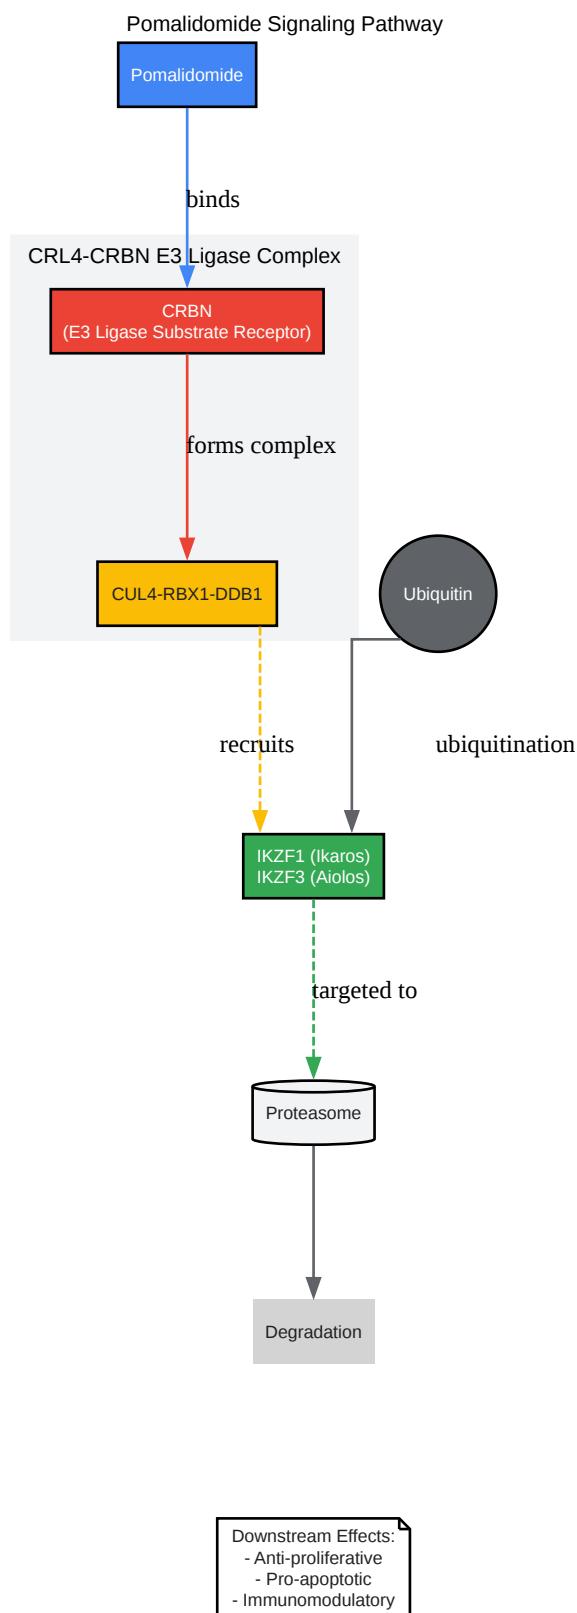 Pomalidomide Signaling Pathway
Pomalidomide
binds
CRL4-CRBN E3 Ligase Complex
CRBN
(E3 Ligase Substrate Receptor)
forms complex
CUL4-RBX1-DDB1
Ubiquitin
recruits
ubiquitination
IKZF1 (Ikaros)
IKZF3 (Aiolos)
targeted to
Proteasome
Degradation
Downstream Effects:
- Anti-proliferative
- Pro-apoptotic
- Immunomodulatory